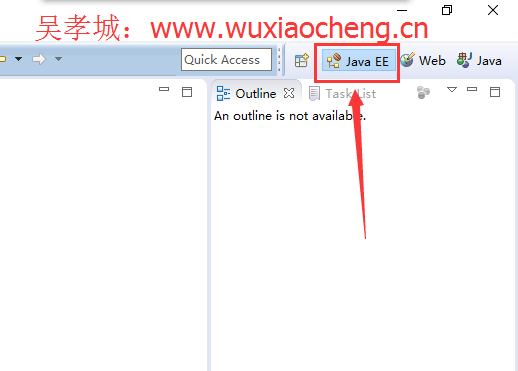 吴孝城：www.wuxiaocheng.cn
Quick Access
Java EE
Web
Java
Outline
Task List
An outline is not available.